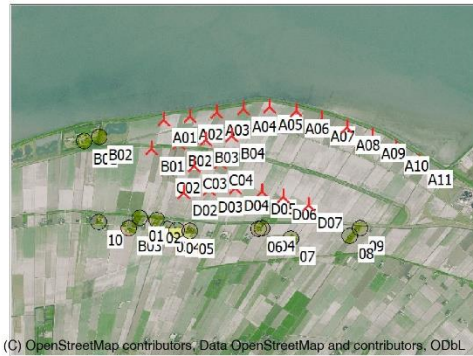 A01
A02
A03
A04
A05
A06
A07
A08
A09
A10
A11
B02
B01
B02
B03
B04
C02
C03
C04
D02
D03
D04
D05
D06
D07
10
B03
01
02
05
06
04
07
08
09
(C) OpenStreetMap contributors, Data OpenStreetMap and contributors, ODbL